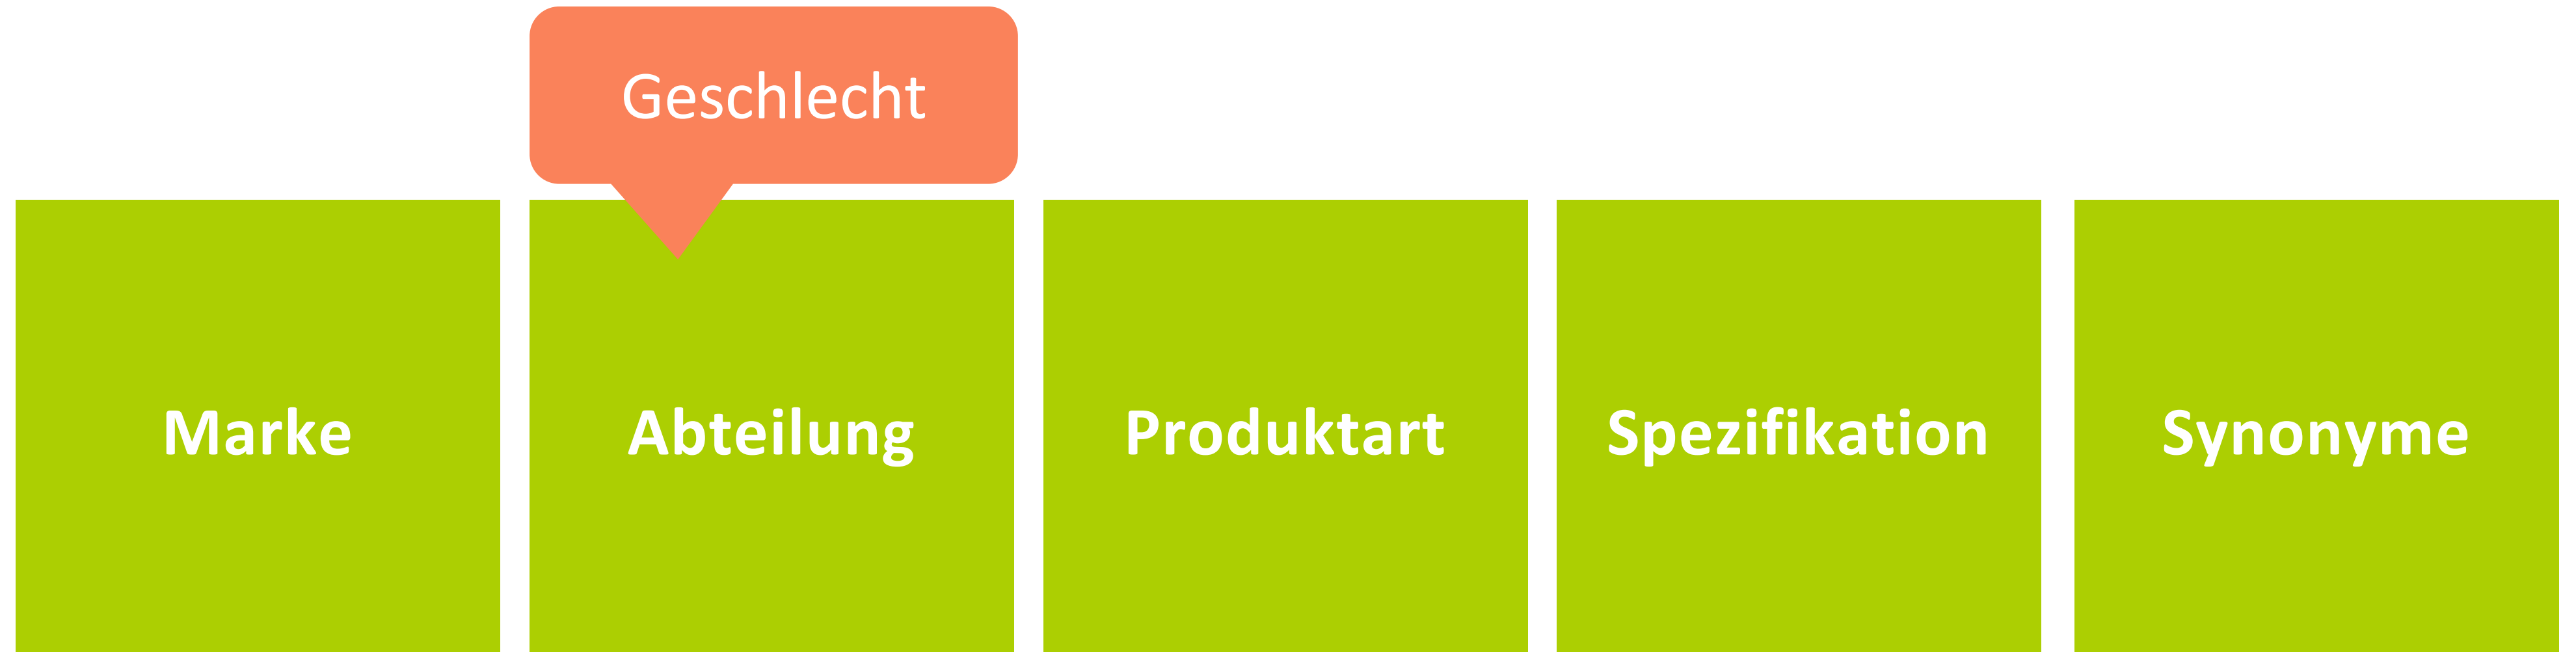 Geschlecht
Marke
Abteilung
Produktart
Spezifikation
Synonyme